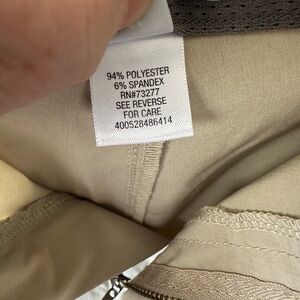 94% POLYESTER
6% SPANDEX
RN#73277
SEE REVERSE
FOR CARE
400528486414